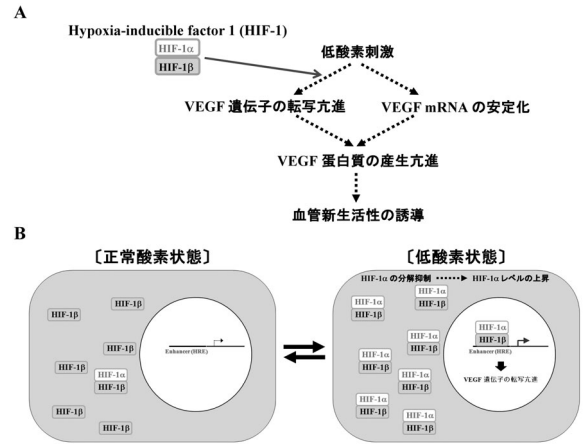 A
Hypoxia-inducible factor 1 (HIF-1)
HIF-1α
HIF-1β
低酸素刺激
VEGF 遺伝子の転写亢進
VEGF mRNA の安定化
VEGF 蛋白質の産生亢進
血管新生活性の誘導
B
〔正常酸素状態〕
HIF-1β
HIF-1β
HIF-1β
HIF-1β
HIF-1α
HIF-1β
HIF-1β
HIF-1β
Enhancer(HRE)
〔低酸素状態〕
HIF-1α の分解抑制
HIF-1α レベルの上昇
HIF-1α
HIF-1β
HIF-1α
HIF-1β
HIF-1α
HIF-1β
HIF-1α
HIF-1β
HIF-1α
HIF-1β
HIF-1α
HIF-1β
HIF-1α
HIF-1β
HIF-1α
HIF-1β
Enhancer(HRE)
VEGF 遺伝子の転写亢進